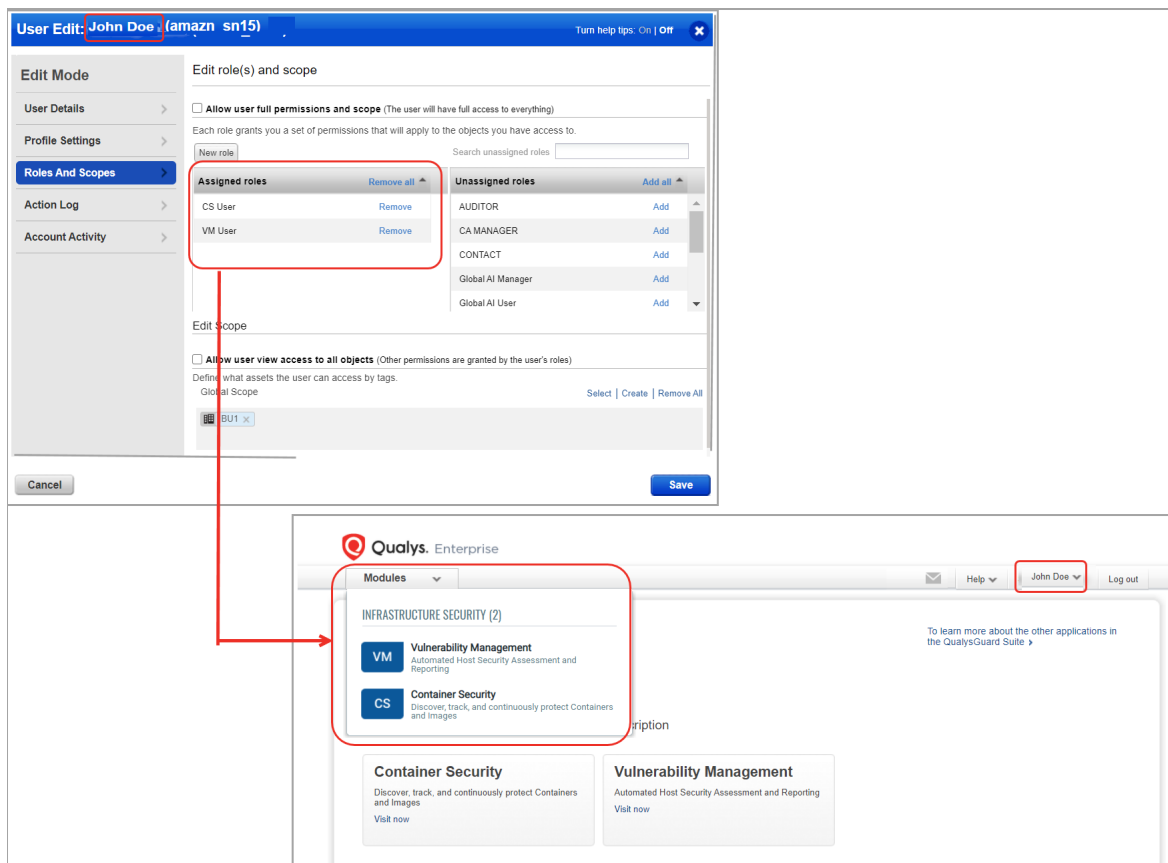 User Edit: John Doe (amazn sn15)
Turn help tips: On | Off
Edit Mode
User Details
Profile Settings
Roles And Scopes
Action Log
Account Activity
Edit role(s) and scope
Allow user full permissions and scope (The user will have full access to everything)
Each role grants you a set of permissions that will apply to the objects you have access to.
New role
Search unassigned roles
Assigned roles Remove all
CS User Remove
VM User Remove
Unassigned roles Add all
AUDITOR Add
CA MANAGER Add
CONTACT Add
Global AI Manager Add
Global AI User Add
Edit Scope
Allow user view access to all objects (Other permissions are granted by the user's roles)
Define what assets the user can access by tags.
Global Scope
Select | Create | Remove All
BU1
Cancel
Save
Qualys. Enterprise
Modules
Help
John Doe
Log out
INFRASTRUCTURE SECURITY (2)
VM
Vulnerability Management
Automated Host Security Assessment and
Reporting
CS
Container Security
Discover, track, and continuously protect Containers
and Images
To learn more about the other applications in
the QualysGuard Suite
cription
Container Security
Discover, track, and continuously protect Containers
and Images
Visit now
Vulnerability Management
Automated Host Security Assessment and Reporting
Visit now